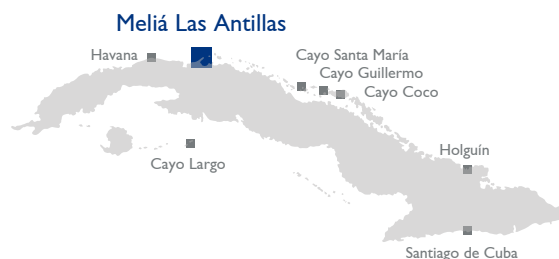 Meliá Las Antillas
Havana
Cayo Santa María
Cayo Guillermo
Cayo Coco
Holguín
Cayo Largo
Santiago de Cuba